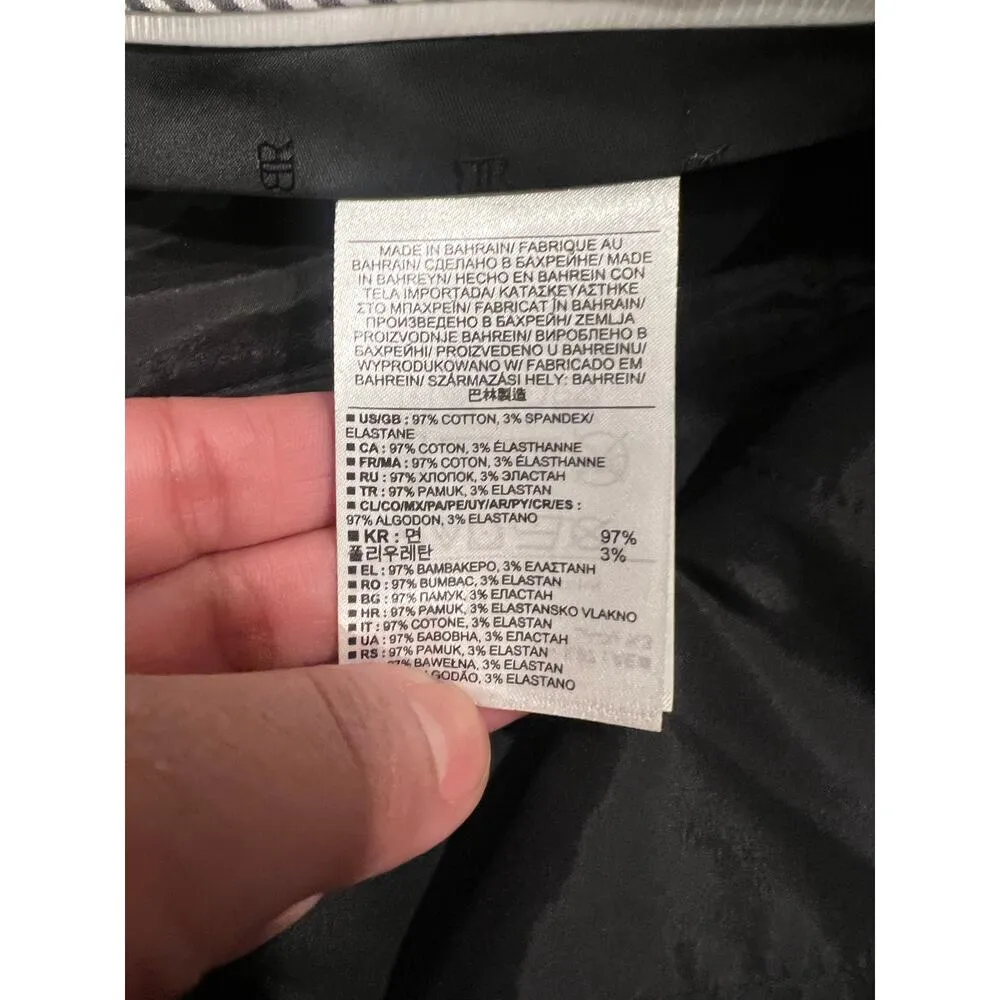 BR
MADE IN BAHRAIN/ FABRIQUE AU
BAHRAIN/ СДЕЛАНО В БАХРЕЙНЕ/ MADE
IN BAHREYN/ HECHO EN BAHREIN CON
TELA IMPORTADA/ ΚΑΤΑΣΚΕΥΑΣΤΗΚΕ
ΣΤΟ ΜΠΑΧΡΕΪΝ/ FABRICAT ÎN BAHRAIN/
ПРОИЗВЕДЕНО В БАХРЕЙН/ ZEMLJA
PROIZVODNJE BAHREIN/ ВИРОБЛЕНО В
БАХРЕЙНІ/ PROIZVEDENO U BAHREINU/
WYPRODUKOWANO W/ FABRICADO EM
BAHREIN/ SZÁRMAZÁSI HELY: BAHREIN/
巴林製造
US/GB : 97% COTTON, 3% SPANDEX/
ELASTANE
CA : 97% COTON, 3% ÉLASTHANNE
FR/MA : 97% COTON, 3% ÉLASTHANNE
RU : 97% ХЛОПОК, 3% ЭЛАСТАН
TR : 97% PAMUK, 3% ELASTAN
CL/CO/MX/PA/PE/UY/AR/PY/CR/ES :
97% ALGODON, 3% ELASTANO
KR : 면 97%
폴리우레탄 3%
EL : 97% ΒΑΜΒΑΚΕΡΟ, 3% ΕΛΑΣΤΑΝΗ
RO : 97% BUMBAC, 3% ELASTAN
BG : 97% ПАМУК, 3% ЕЛАСТАН
HR : 97% PAMUK, 3% ELASTANSKO VLAKNO
IT : 97% COTONE, 3% ELASTAN
UA : 97% БАВОВНА, 3% ЕЛАСТАН
RS : 97% PAMUK, 3% ELASTAN
97% BAWEŁNA, 3% ELASTAN
3% ELASTANO